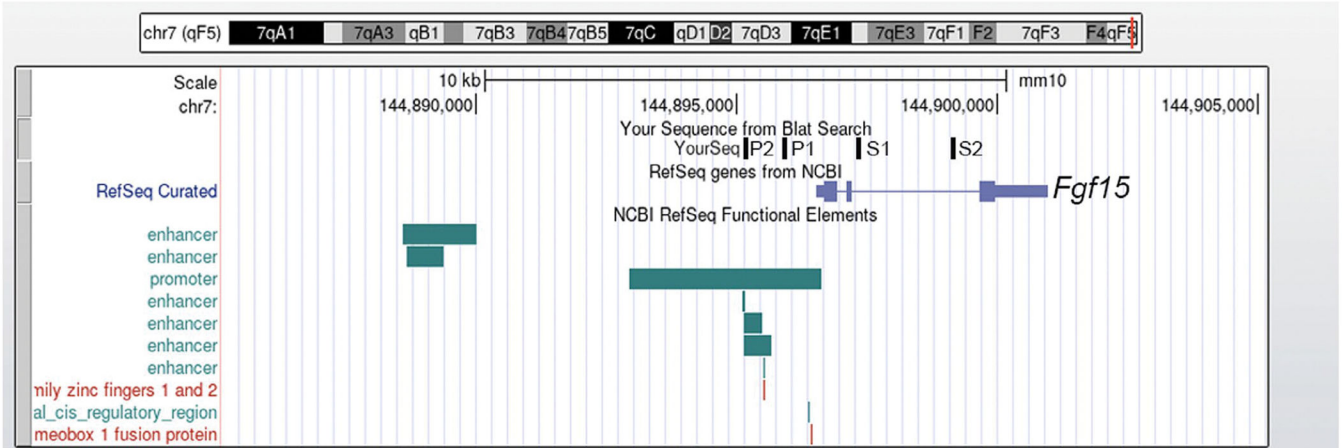 chr7 (qF5) 7qA1 7qA3 qB1 7qB3 7qB4 7qB5 7qC qD1 D2 7qD3 7qE1 7qE3 7qF1 F2 7qF3 F4 qF5
Scale 10 kb mm10
chr7: 144,890,000 144,895,000 144,900,000 144,905,000
Your Sequence from Blat Search
YourSeq P2 P1 S1 S2
RefSeq genes from NCBI
RefSeq Curated Fgf15
NCBI RefSeq Functional Elements
enhancer
enhancer
promoter
enhancer
enhancer
enhancer
enhancer
mily zinc fingers 1 and 2
al_cis_regulatory_region
meobox 1 fusion protein